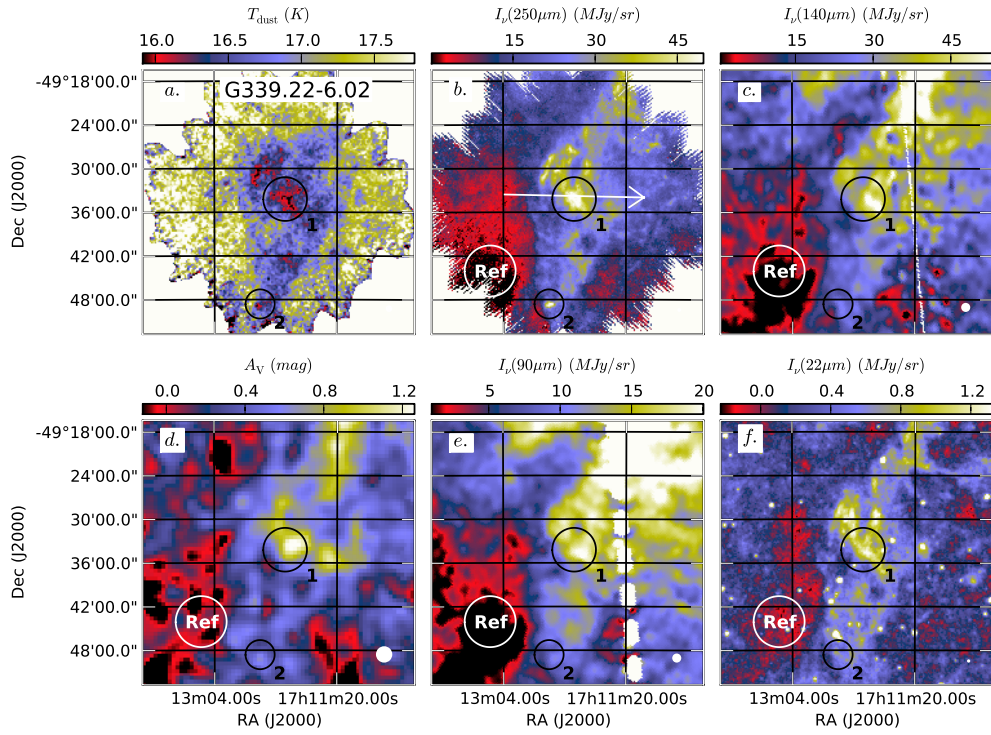 T_dust (K)
I_ν(250μm) (MJy/sr)
I_ν(140μm) (MJy/sr)
16.0 16.5 17.0 17.5
15 30 45
15 30 45
a. G339.22-6.02
b.
c.
-49°18'00.0"
24'00.0"
30'00.0"
36'00.0"
42'00.0"
48'00.0"
Dec (J2000)
1
2
1
Ref
2
1
Ref
2
A_V (mag)
I_ν(90μm) (MJy/sr)
I_ν(22μm) (MJy/sr)
0.0 0.4 0.8 1.2
5 10 15 20
0.0 0.4 0.8 1.2
d.
e.
f.
-49°18'00.0"
24'00.0"
30'00.0"
36'00.0"
42'00.0"
48'00.0"
Dec (J2000)
1
Ref
2
1
Ref
2
1
Ref
2
13m04.00s 17h11m20.00s
13m04.00s 17h11m20.00s
13m04.00s 17h11m20.00s
RA (J2000)
RA (J2000)
RA (J2000)